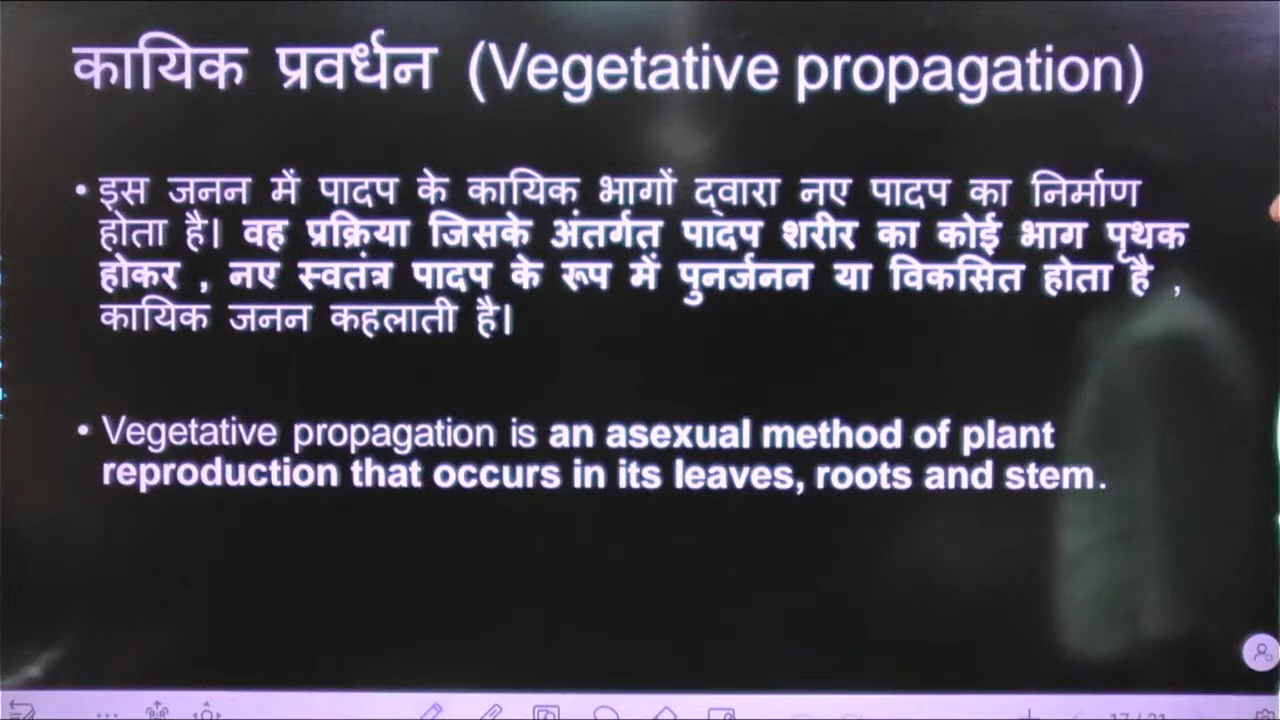 कायिक प्रवर्धन (Vegetative propagation)
• इस जनन में पादप के कायिक भागों द्वारा नए पादप का निर्माण
होता है। वह प्रक्रिया जिसके अंतर्गत पादप शरीर का कोई भाग पृथक
होकर , नए स्वतंत्र पादप के रूप में पुनर्जनन या विकसित होता है ,
कायिक जनन कहलाती है।
• Vegetative propagation is an asexual method of plant
reproduction that occurs in its leaves, roots and stem.